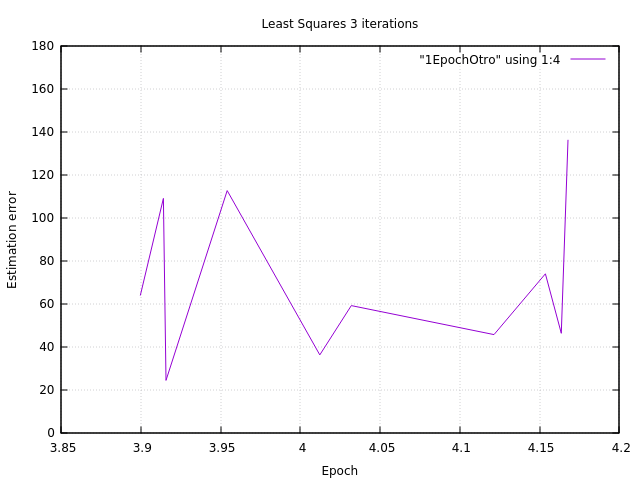 Least Squares 3 iterations
"1EpochOtro" using 1:4
Estimation error
180
160
140
120
100
80
60
40
20
0
3.85 3.9 3.95 4 4.05 4.1 4.15 4.2
Epoch